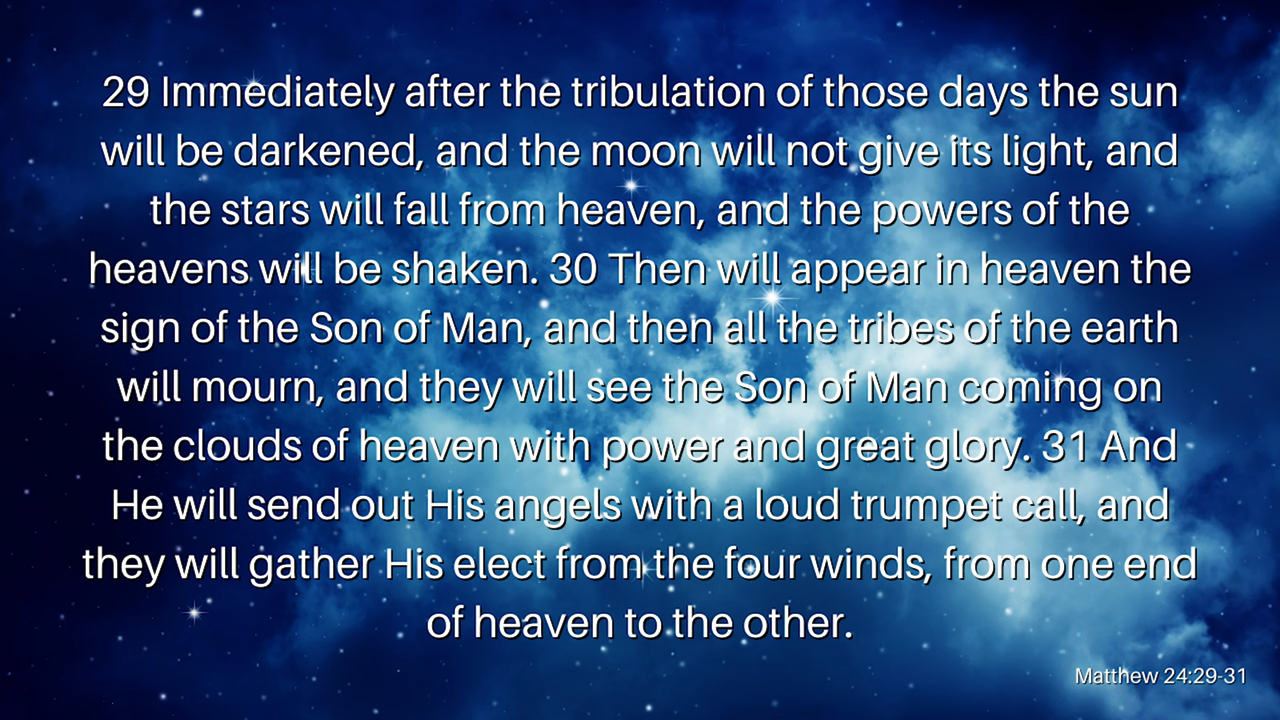 29 Immediately after the tribulation of those days the sun
will be darkened, and the moon will not give its light, and
the stars will fall from heaven, and the powers of the
heavens will be shaken. 30 Then will appear in heaven the
sign of the Son of Man, and then all the tribes of the earth
will mourn, and they will see the Son of Man coming on
the clouds of heaven with power and great glory. 31 And
He will send out His angels with a loud trumpet call, and
they will gather His elect from the four winds, from one end
of heaven to the other.
Matthew 24:29-31